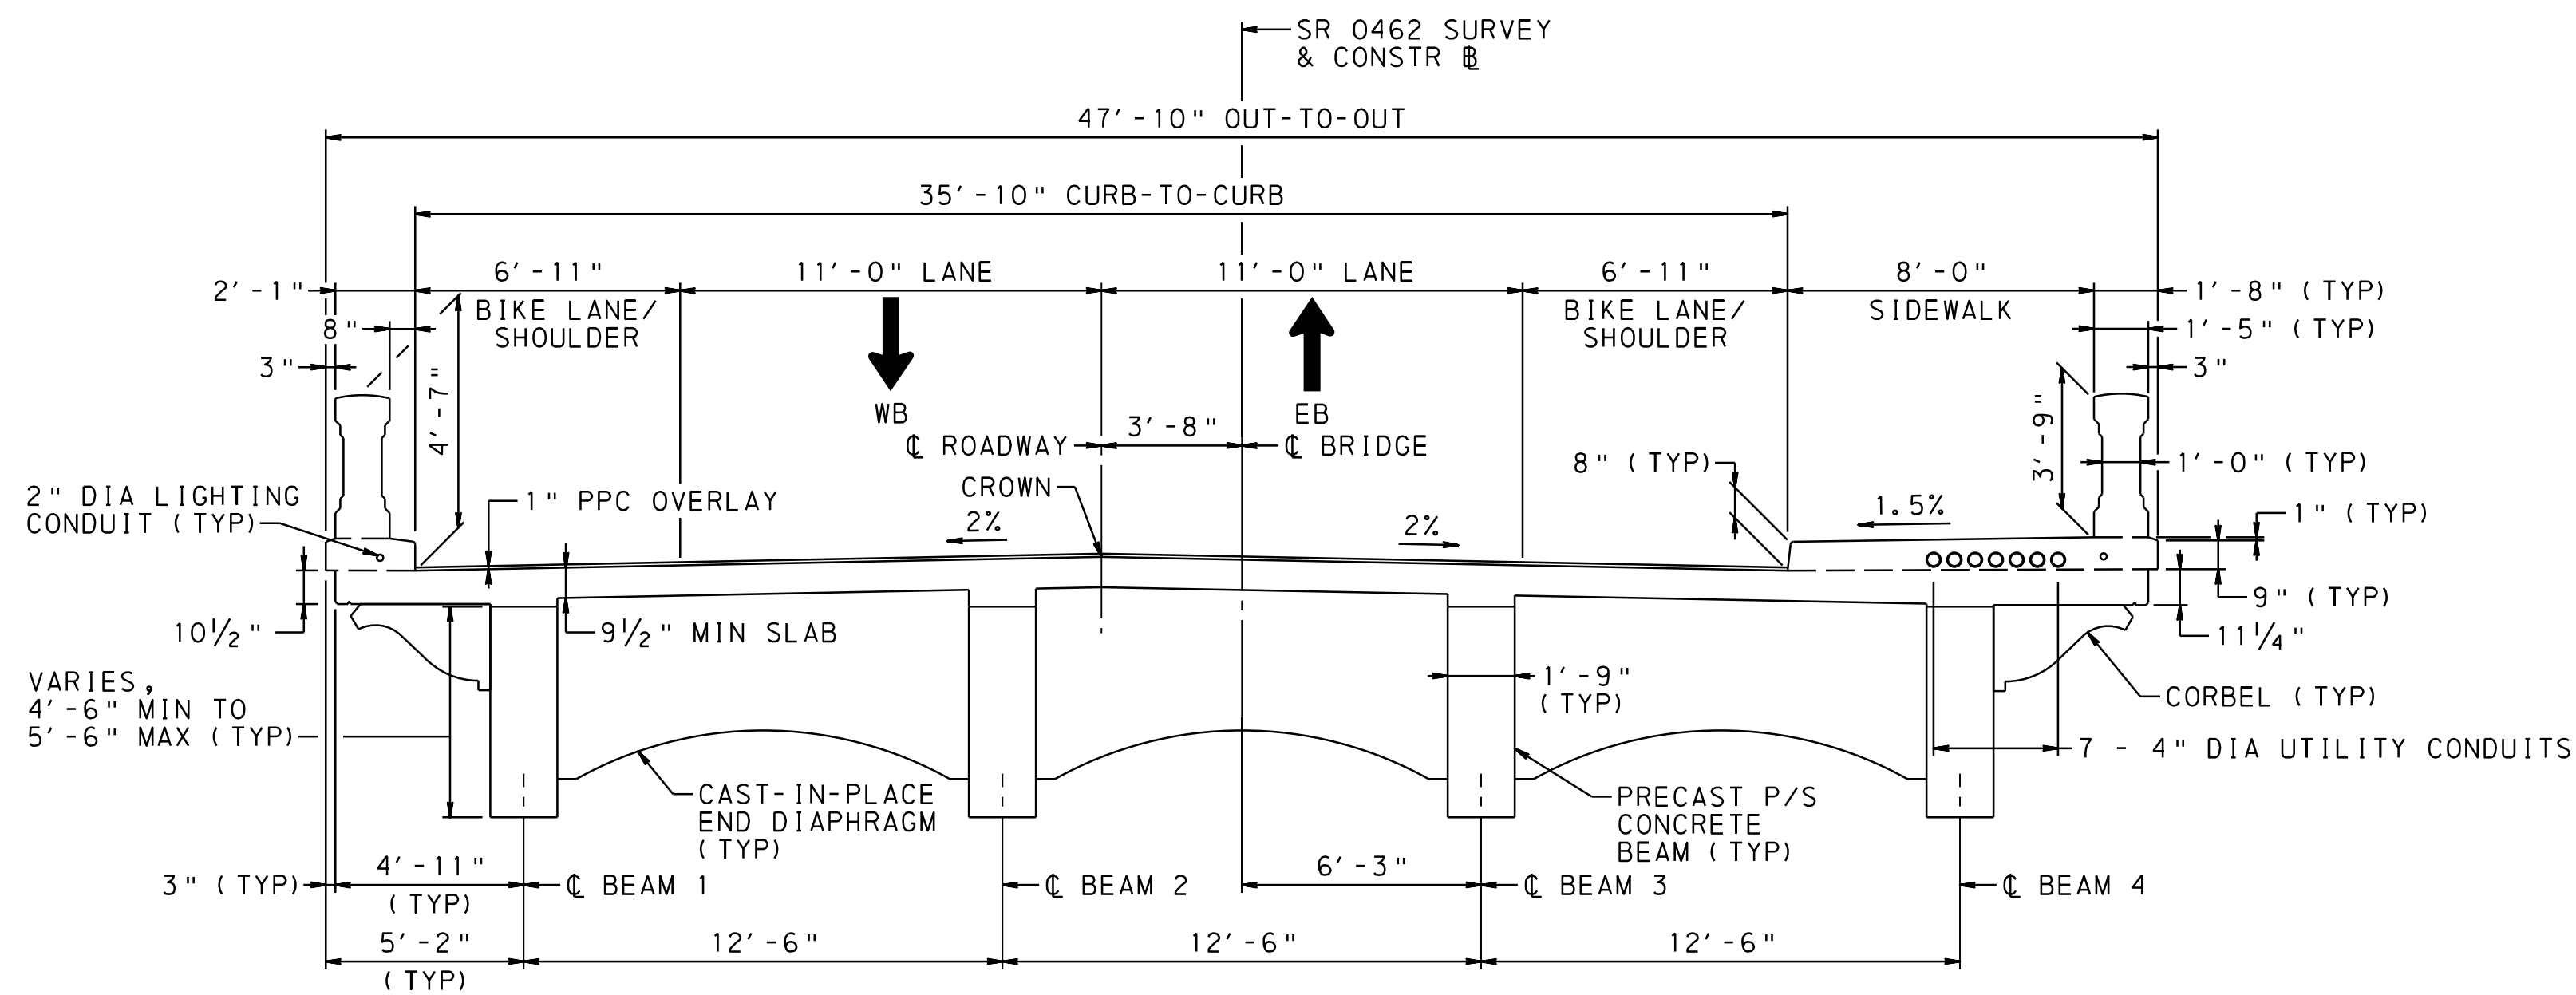 SR 0462 SURVEY
& CONSTR ℄
47'-10" OUT-TO-OUT
35'-10" CURB-TO-CURB
2'-1"
6'-11"
BIKE LANE/
SHOULDER
11'-0" LANE
11'-0" LANE
6'-11"
BIKE LANE/
SHOULDER
8'-0"
SIDEWALK
1'-8" (TYP)
8"
1'-5" (TYP)
3"
3"
4'-7"
WB
EB
℄ ROADWAY
3'-8"
℄ BRIDGE
3'-9"
8" (TYP)
1'-0" (TYP)
2" DIA LIGHTING
CONDUIT (TYP)
1" PPC OVERLAY
CROWN
2%
2%
1.5%
1" (TYP)
9" (TYP)
10½"
9½" MIN SLAB
11¼"
VARIES,
4'-6" MIN TO
5'-6" MAX (TYP)
1'-9"
(TYP)
CORBEL (TYP)
7 - 4" DIA UTILITY CONDUITS
CAST-IN-PLACE
END DIAPHRAGM
(TYP)
PRECAST P/S
CONCRETE
BEAM (TYP)
3" (TYP)
4'-11"
(TYP)
℄ BEAM 1
℄ BEAM 2
6'-3"
℄ BEAM 3
℄ BEAM 4
5'-2"
(TYP)
12'-6"
12'-6"
12'-6"